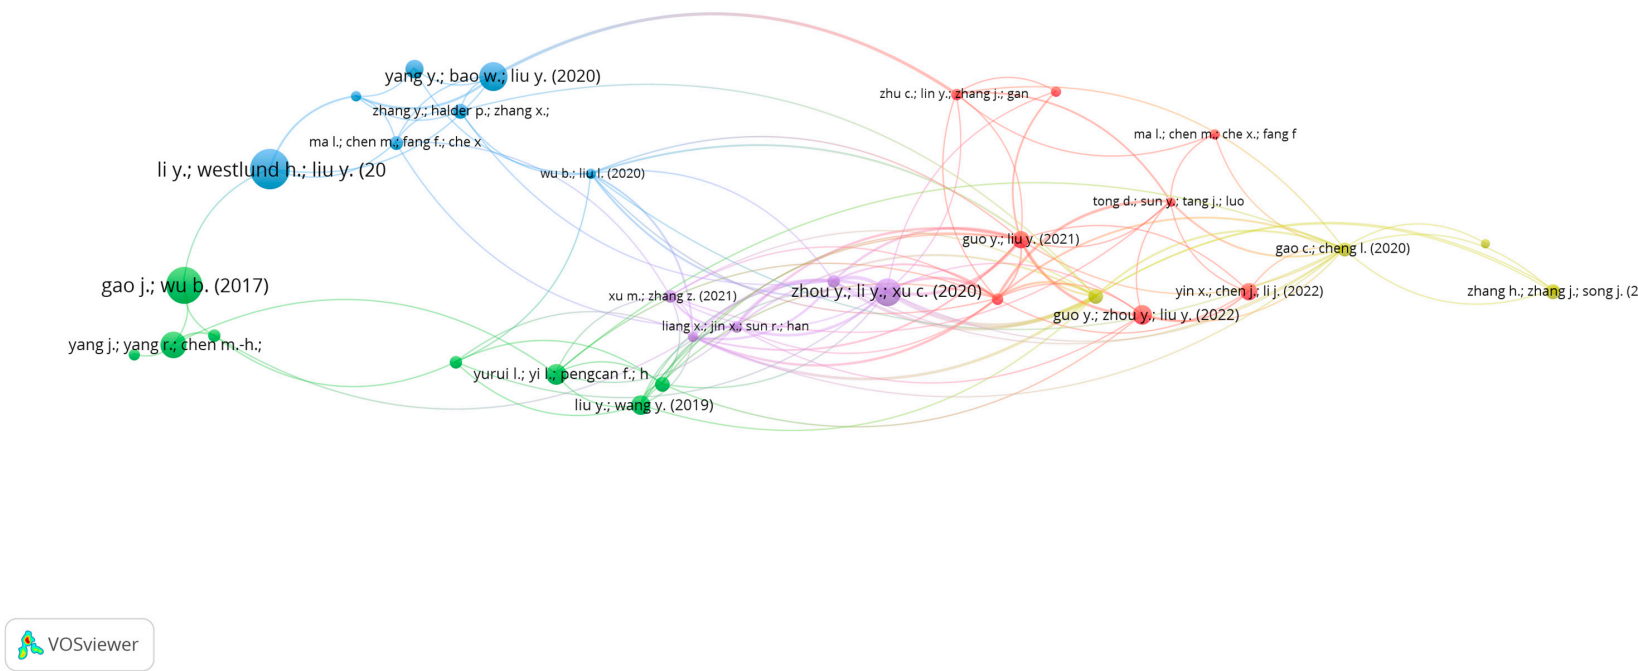 yang y.; bao w.; liu y. (2020)
zhu c.; lin y.; zhang j.; gan
zhang y.; halder p.; zhang x.;
ma l.; chen m.; che x.; fang f
ma l.; chen m.; fang f.; che x
li y.; westlund h.; liu y. (20
wu b.; liu l. (2020)
tong d.; sun y.; tang j.; luo
guo y.; liu y. (2021)
gao c.; cheng l. (2020)
gao j.; wu b. (2017)
xu m.; zhang z. (2021)
zhou y.; li y.; xu c. (2020)
yin x.; chen j.; li j. (2022)
zhang h.; zhang j.; song j. (2
guo y.; zhou y.; liu y. (2022)
liang x.; jin x.; sun r.; han
yang j.; yang r.; chen m.-h.;
yurui l.; yi l.; pengcan f.; h
liu y.; wang y. (2019)
VOSviewer